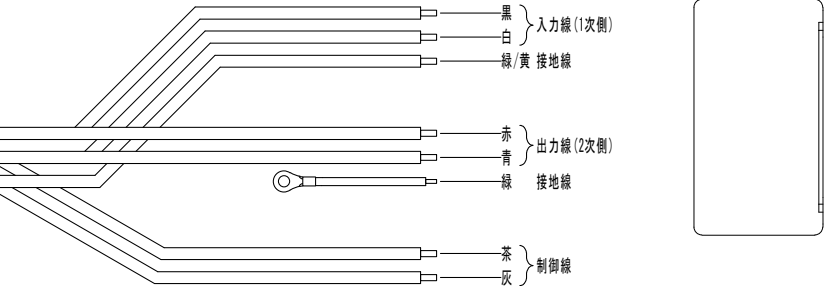 黒
白
入力線(1次側)
緑/黄 接地線
赤
青
出力線(2次側)
緑 接地線
茶
灰
制御線